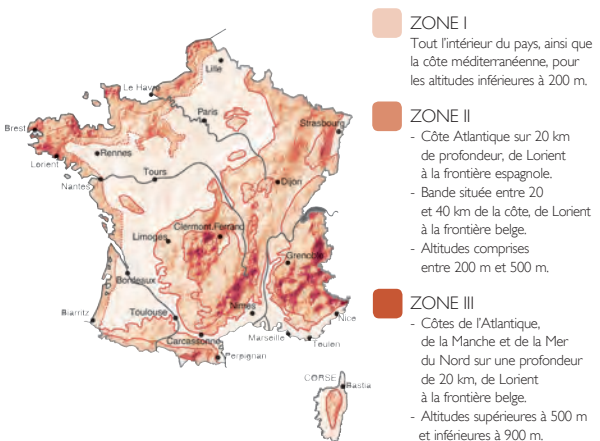 Lille
Le Havre
Paris
Strasbourg
Brest
Rennes
Lorient
Tours
Nantes
Dijon
Clermont.Ferrand
Limoges
Grenoble
Bordeaux
Biarritz
Toulouse
Nimes
Nice
Marseille
Toulon
Carcassonne
Perpignan
CORSE
Bastia
ZONE I
Tout l'intérieur du pays, ainsi que
la côte méditerranéenne, pour
les altitudes inférieures à 200 m.
ZONE II
- Côte Atlantique sur 20 km
de profondeur, de Lorient
à la frontière espagnole.
- Bande située entre 20
et 40 km de la côte, de Lorient
à la frontière belge.
- Altitudes comprises
entre 200 m et 500 m.
ZONE III
- Côtes de l'Atlantique,
de la Manche et de la Mer
du Nord sur une profondeur
de 20 km, de Lorient
à la frontière belge.
- Altitudes supérieures à 500 m
et inférieures à 900 m.